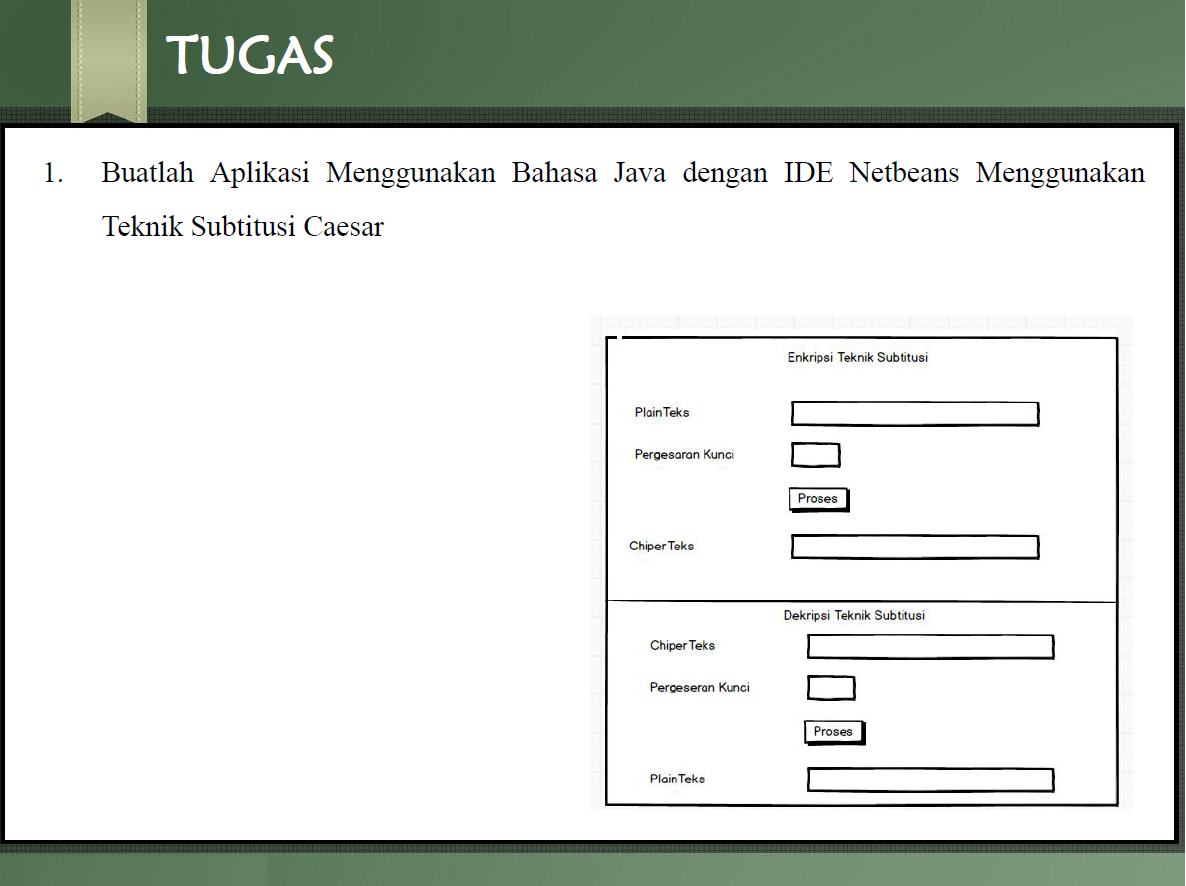 TUGAS
1. Buatlah Aplikasi Menggunakan Bahasa Java dengan IDE Netbeans Menggunakan
Teknik Subtitusi Caesar
Enkripsi Teknik Subtitusi
PlainTeks
Pergesaran Kunci
Proses
ChiperTeks
Dekripsi Teknik Subtitusi
ChiperTeks
Pergeseran Kunci
Proses
PlainTeks